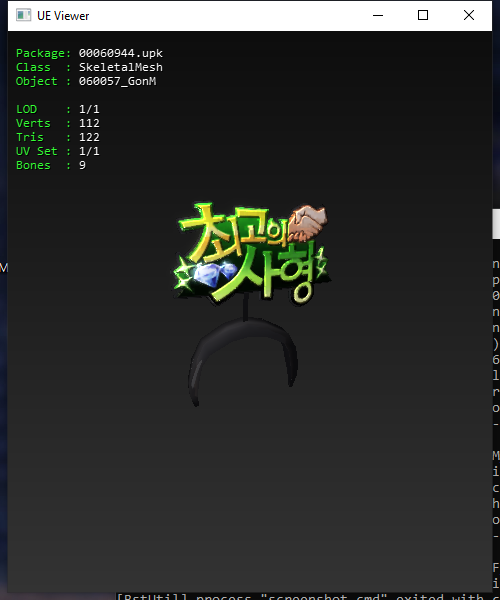 UE Viewer
Package: 00060944.upk
Class : SkeletalMesh
Object : 060057_GonM
LOD : 1/1
Verts : 112
Tris : 122
UV Set : 1/1
Bones : 9
최고의
사형
[BstUtil] process "screenshot.cmd" exited with c